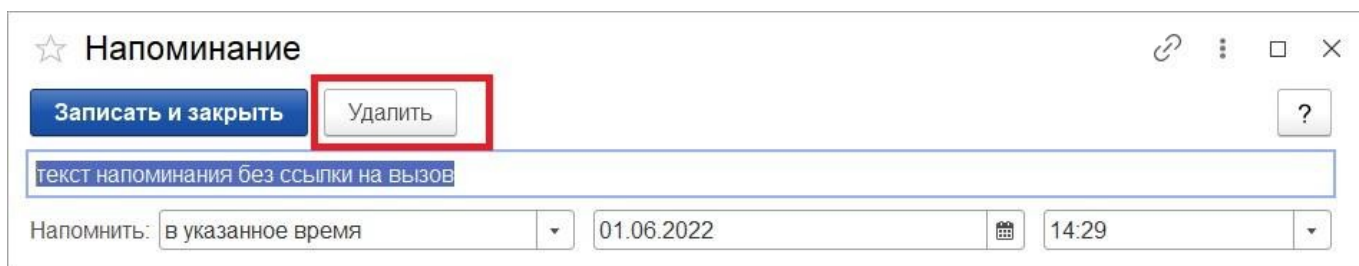 Напоминание
Записать и закрыть Удалить ?
текст напоминания без ссылки на вызов
Напомнить: в указанное время 01.06.2022 14:29